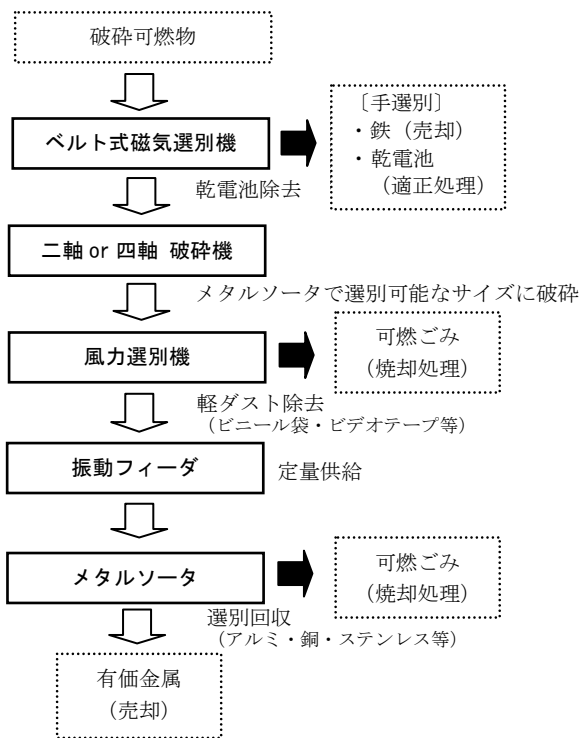 破砕可燃物
〔手選別〕
・鉄（売却）
・乾電池
（適正処理）
ベルト式磁気選別機
乾電池除去
二軸 or 四軸 破砕機
メタルソータで選別可能なサイズに破砕
風力選別機
可燃ごみ
（焼却処理）
軽ダスト除去
（ビニール袋・ビデオテープ等）
振動フィーダ
定量供給
メタルソータ
可燃ごみ
（焼却処理）
選別回収
（アルミ・銅・ステンレス等）
有価金属
（売却）